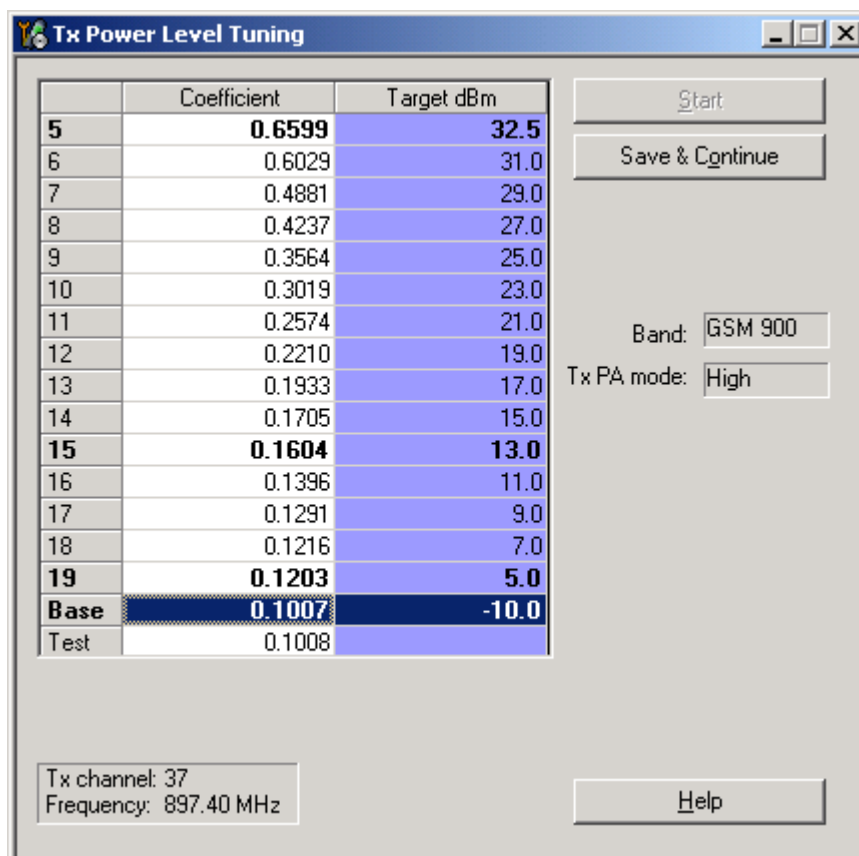 Tx Power Level Tuning
Coefficient Target dBm
5 0.6599 32.5
6 0.6029 31.0
7 0.4881 29.0
8 0.4237 27.0
9 0.3564 25.0
10 0.3019 23.0
11 0.2574 21.0
12 0.2210 19.0
13 0.1933 17.0
14 0.1705 15.0
15 0.1604 13.0
16 0.1396 11.0
17 0.1291 9.0
18 0.1216 7.0
19 0.1203 5.0
Base 0.1007 -10.0
Test 0.1008
Start
Save & Continue
Band: GSM 900
Tx PA mode: High
Tx channel: 37
Frequency: 897.40 MHz
Help